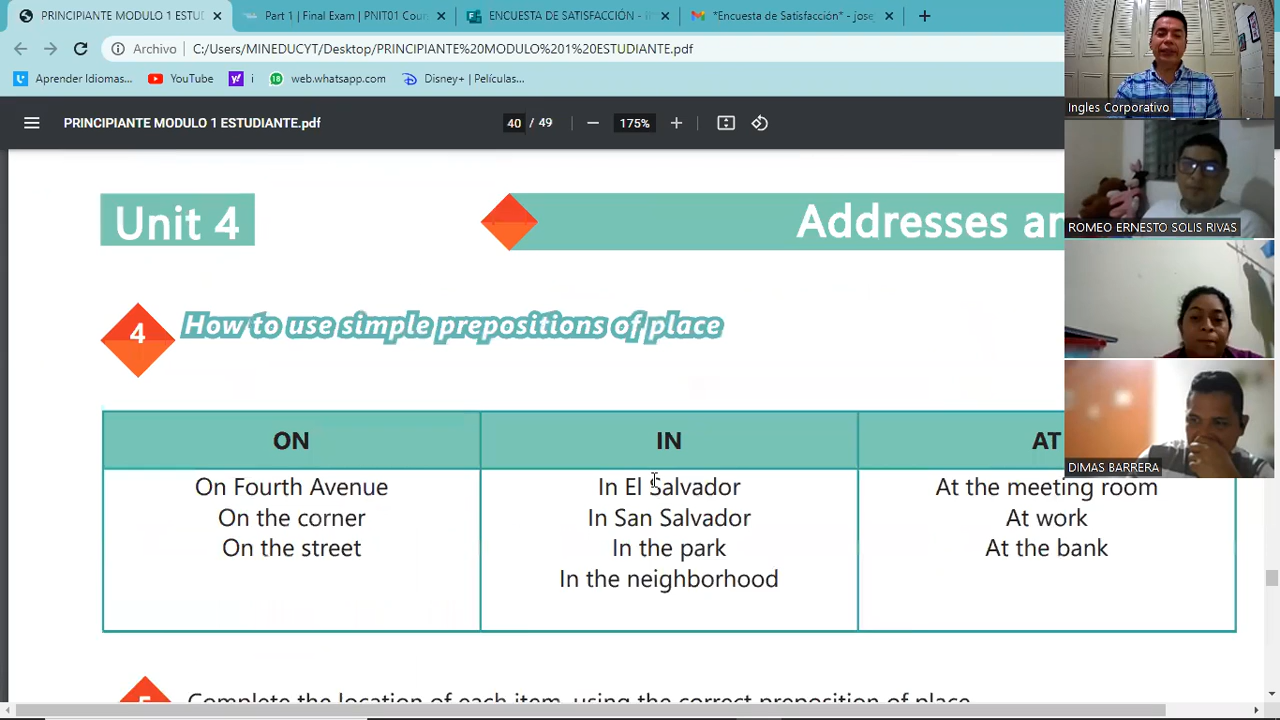 PRINCIPIANTE MODULO 1 ESTU
Part 1 | Final Exam | PNIT01 Cour
ENCUESTA DE SATISFACCIÓN -
*Encuesta de Satisfacción* - jose
Archivo
C:/Users/MINEDUCYT/Desktop/PRINCIPIANTE%20MODULO%201%20ESTUDIANTE.pdf
Aprender Idiomas...
YouTube
i
web.whatsapp.com
Disney+ | Películas...
PRINCIPIANTE MODULO 1 ESTUDIANTE.pdf
40 / 49
175%
Ingles Corporativo
ROMEO ERNESTO SOLIS RIVAS
DIMAS BARRERA
Unit 4
Addresses an
4
How to use simple prepositions of place
ON
On Fourth Avenue
On the corner
On the street
IN
In El Salvador
In San Salvador
In the park
In the neighborhood
AT
At the meeting room
At work
At the bank
5
Complete the location of each item, using the correct preposition of place